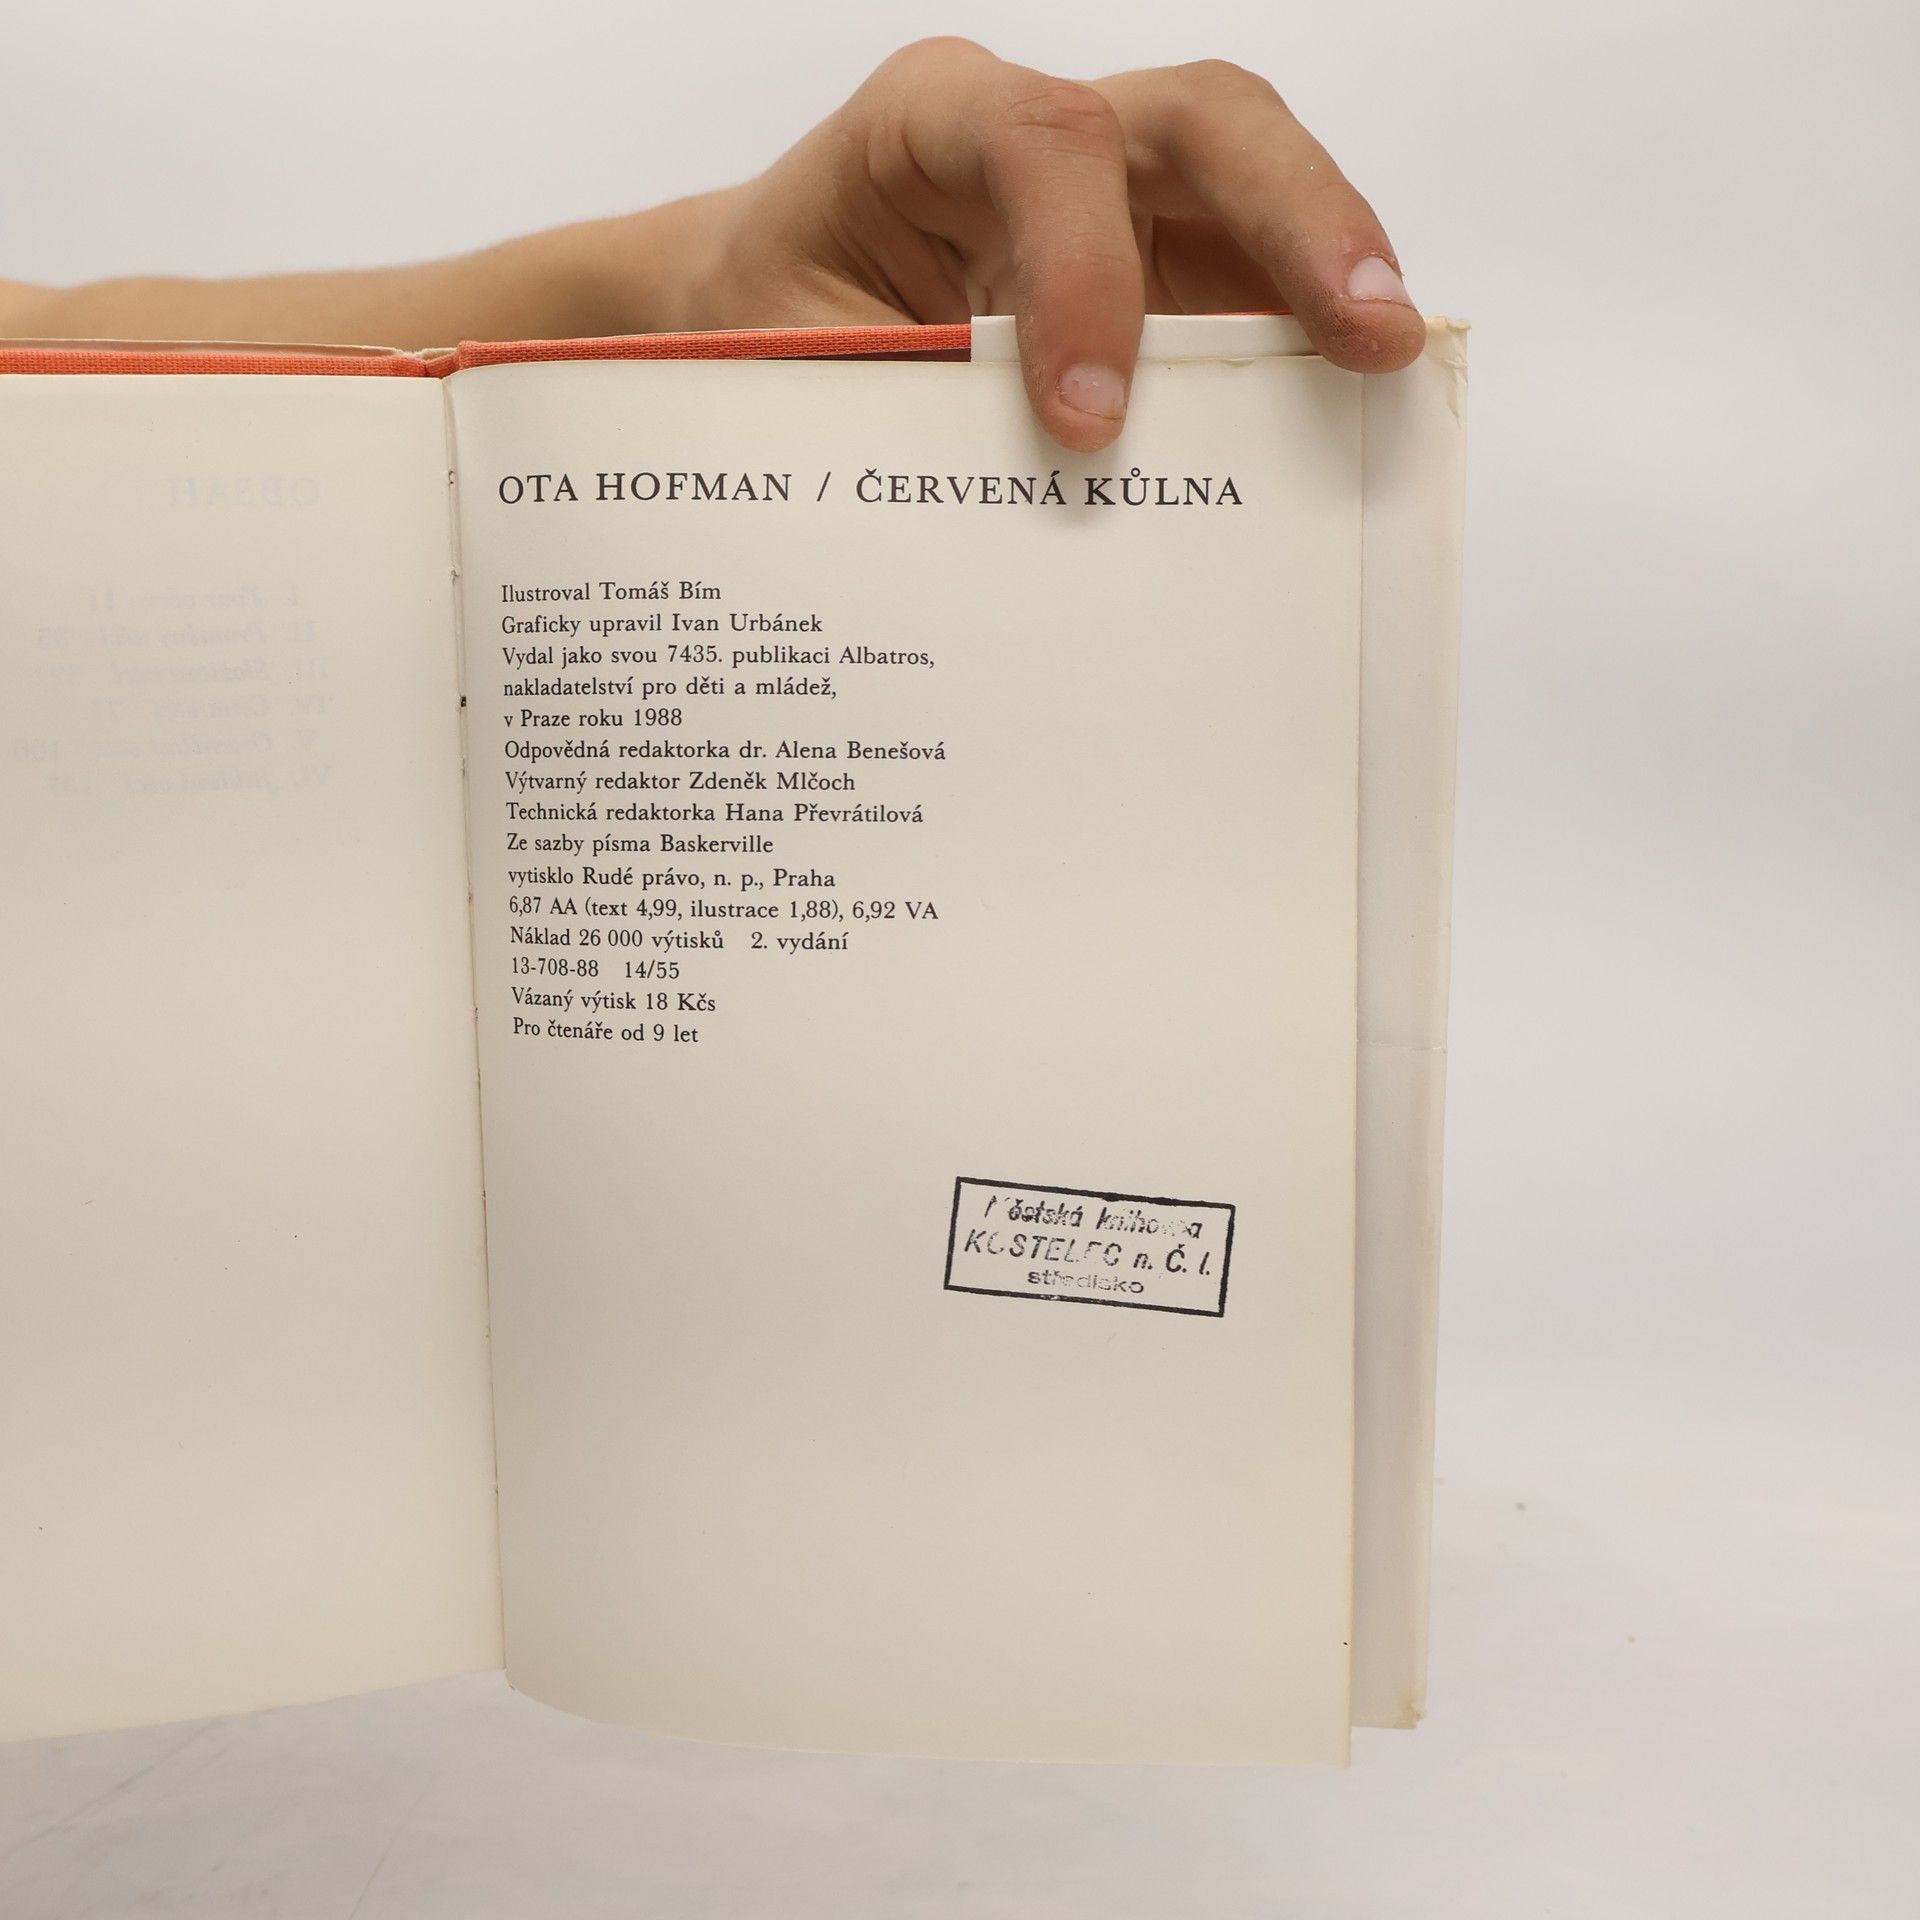 OTA HOFMAN / ČERVENÁ KŮLNA
Ilustroval Tomáš Bím
Graficky upravil Ivan Urbánek
Vydal jako svou 7435. publikaci Albatros,
nakladatelství pro děti a mládež,
v Praze roku 1988
Odpovědná redaktorka dr. Alena Benešová
Výtvarný redaktor Zdeněk Mlčoch
Technická redaktorka Hana Převrátilová
Ze sazby písma Baskerville
vytisklo Rudé právo, n. p., Praha
6,87 AA (text 4,99, ilustrace 1,88), 6,92 VA
Náklad 26 000 výtisků 2. vydání
13-708-88 14/55
Vázaný výtisk 18 Kčs
Pro čtenáře od 9 let
Městská knihovna
KOSTELEC n. Č. l.
středisko